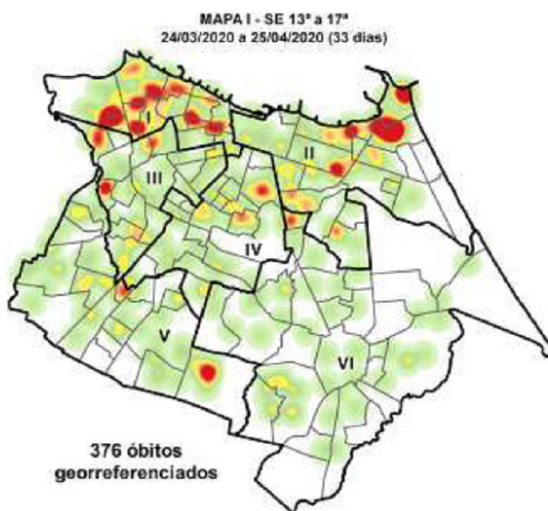 MAPA I - SE 13ª a 17ª
24/03/2020 a 25/04/2020 (33 dias)
I
II
III
IV
V
VI
376 óbitos
georreferenciados